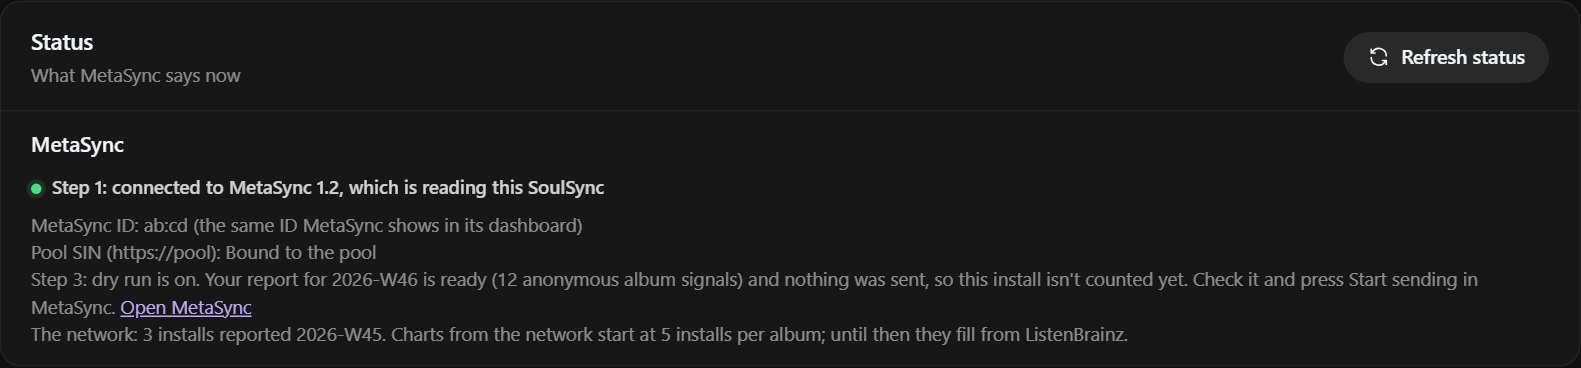 Status
What MetaSync says now
Refresh status
MetaSync
Step 1: connected to MetaSync 1.2, which is reading this SoulSync
MetaSync ID: ab:cd (the same ID MetaSync shows in its dashboard)
Pool SIN (https://pool): Bound to the pool
Step 3: dry run is on. Your report for 2026-W46 is ready (12 anonymous album signals) and nothing was sent, so this install isn't counted yet. Check it and press Start sending in
MetaSync. Open MetaSync
The network: 3 installs reported 2026-W45. Charts from the network start at 5 installs per album; until then they fill from ListenBrainz.